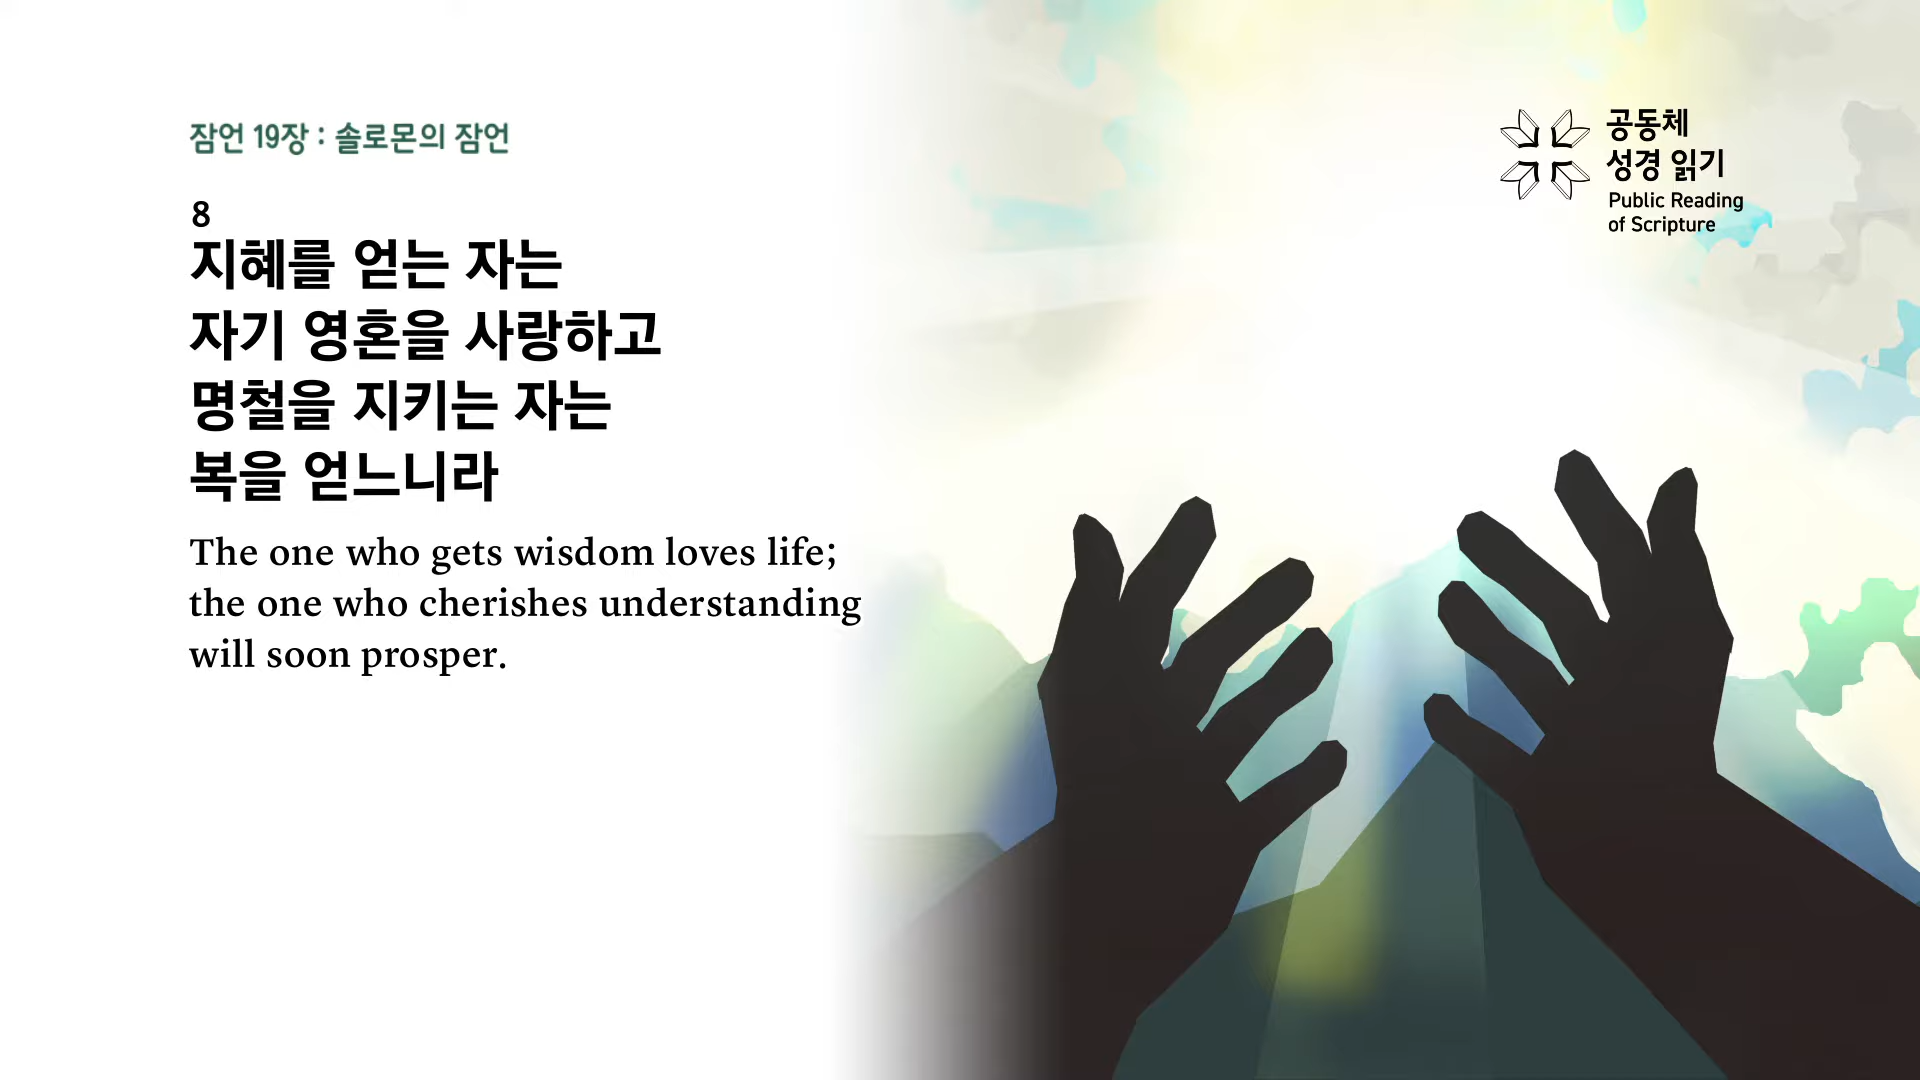 잠언 19장 : 솔로몬의 잠언
8
지혜를 얻는 자는
자기 영혼을 사랑하고
명철을 지키는 자는
복을 얻느니라
The one who gets wisdom loves life;
the one who cherishes understanding
will soon prosper.
공동체
성경 읽기
Public Reading
of Scripture